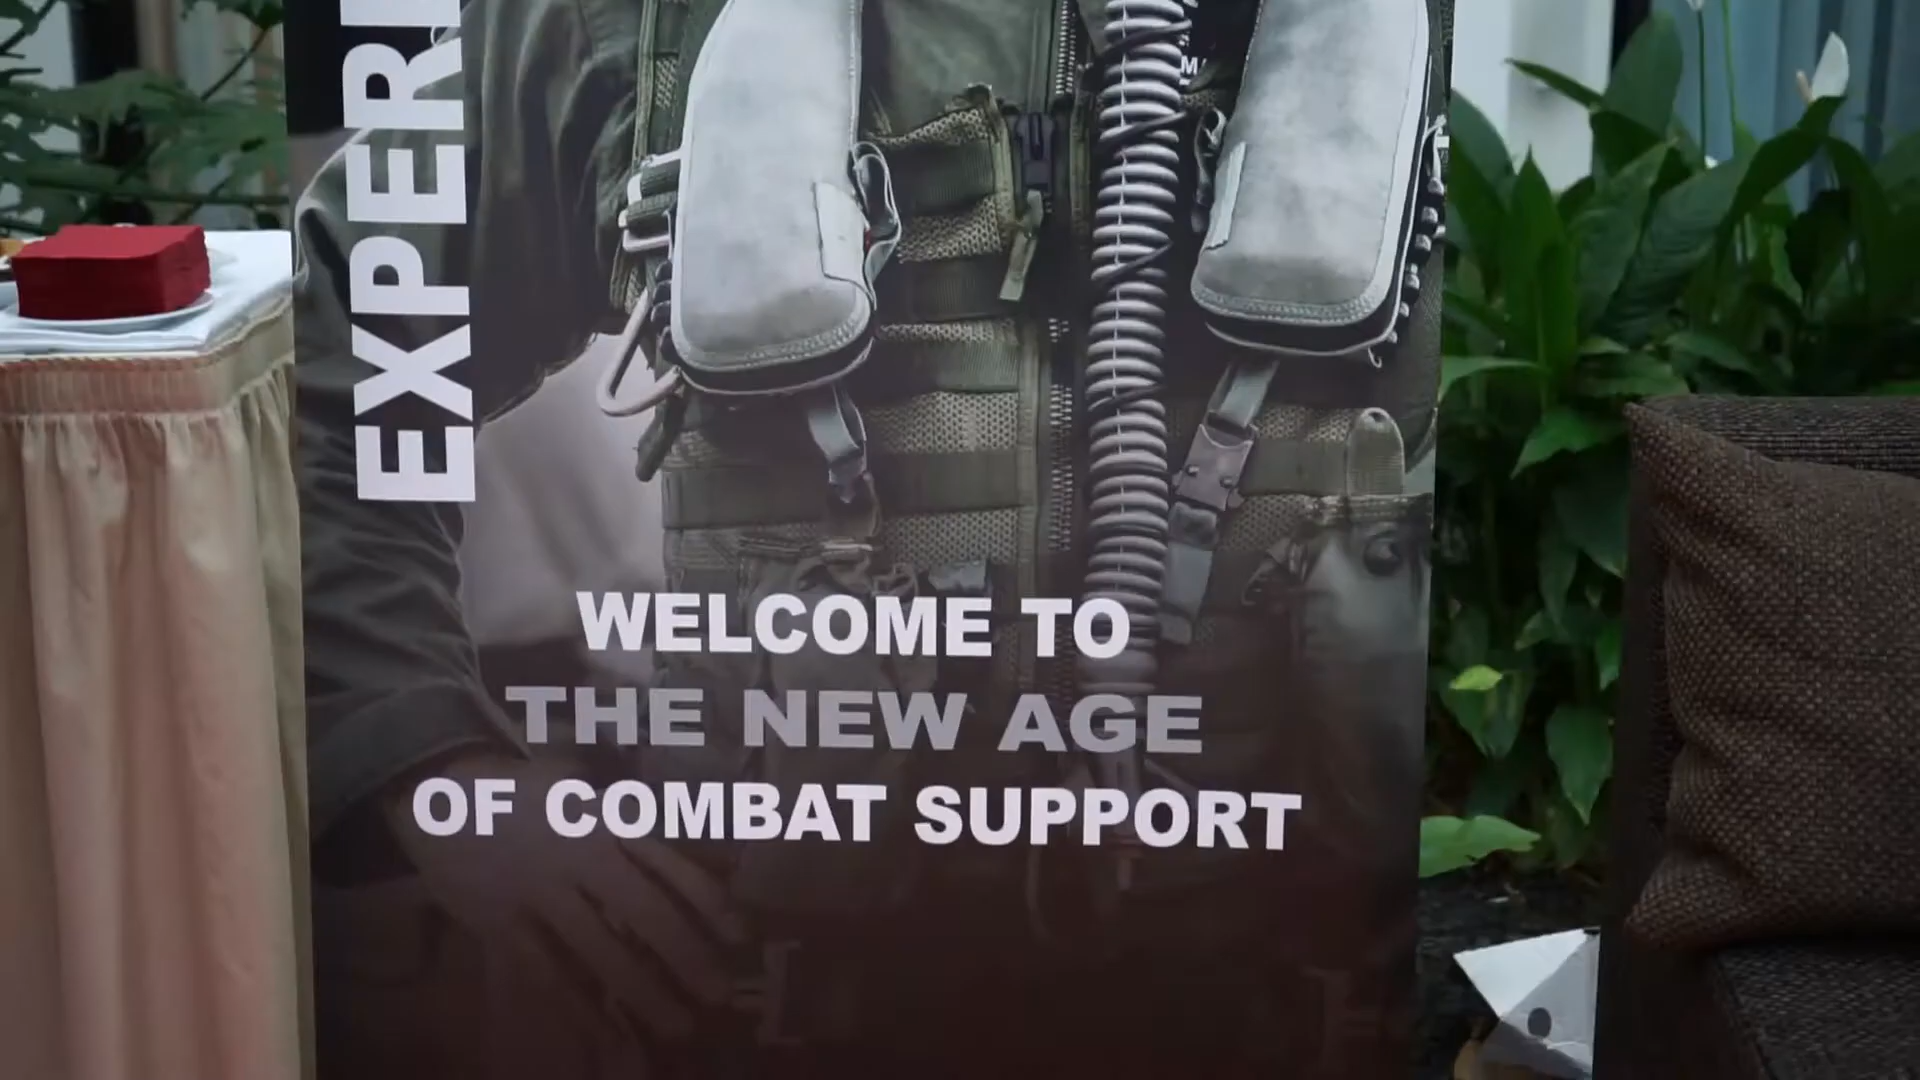 EXPERI
WELCOME TO
THE NEW AGE
OF COMBAT SUPPORT